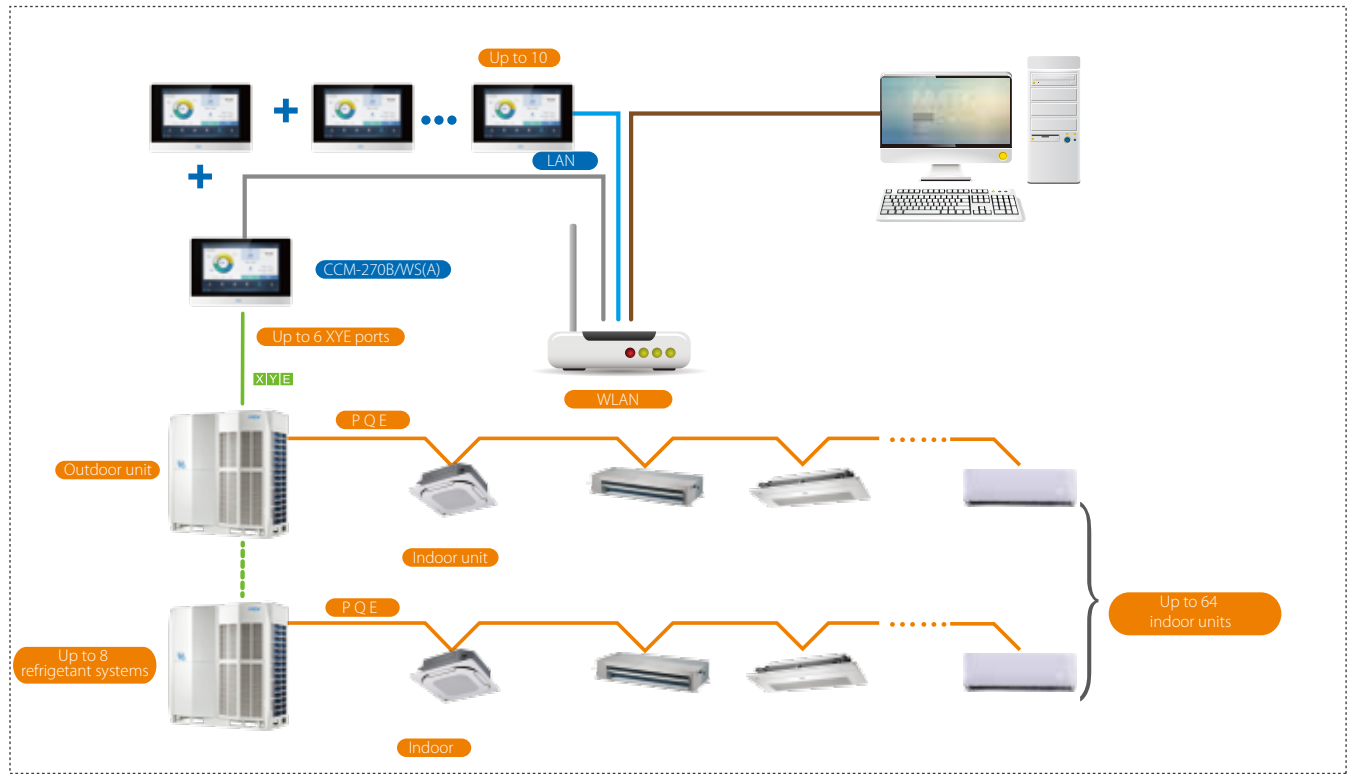 Up to 10
LAN
CCM-270B/WS(A)
Up to 6 XYE ports
X Y E
WLAN
P Q E
Outdoor unit
Indoor unit
P Q E
Up to 64
indoor units
Up to 8
refrigetant systems
Indoor